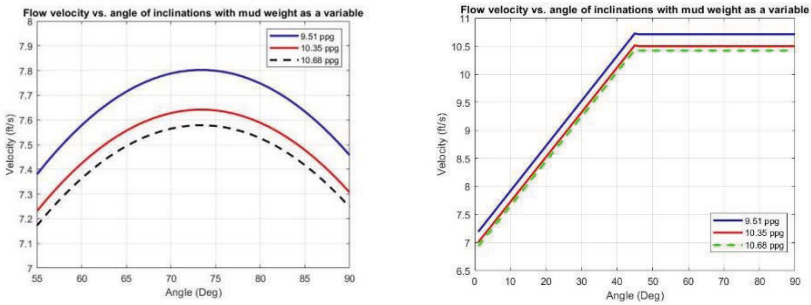 Flow velocity vs. angle of inclinations with mud weight as a variable
7.9
7.8
7.7
7.6
7.5
7.4
7.3
7.2
7.1
7
Velocity (ft/s)
9.51 ppg
10.35 ppg
10.68 ppg
55 60 65 70 75 80 85 90
Angle (Deg)
Flow velocity vs. angle of inclinations with mud weight as a variable
11
10.5
10
9.5
9
8.5
8
7.5
7
6.5
Velocity (ft/s)
9.51 ppg
10.35 ppg
10.68 ppg
0 10 20 30 40 50 60 70 80 90
Angle (Deg)